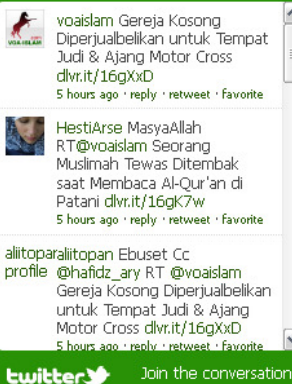 voaislam Gereja Kosong
Diperjualbelikan untuk Tempat
Judi & Ajang Motor Cross
dlvr.it/16gXxD
5 hours ago · reply · retweet · favorite
VOA-ISLAM
HestiArse MasyaAllah
RT@voaislam Seorang
Muslimah Tewas Ditembak
saat Membaca Al-Qur'an di
Patani dlvr.it/16gK7w
5 hours ago · reply · retweet · favorite
aliitopan Ebuset Cc
profile @hafidz_ary RT @voaislam
Gereja Kosong Diperjualbelikan
untuk Tempat Judi & Ajang
Motor Cross dlvr.it/16gXxD
5 hours ago · reply · retweet · favorite
twitter Join the conversation